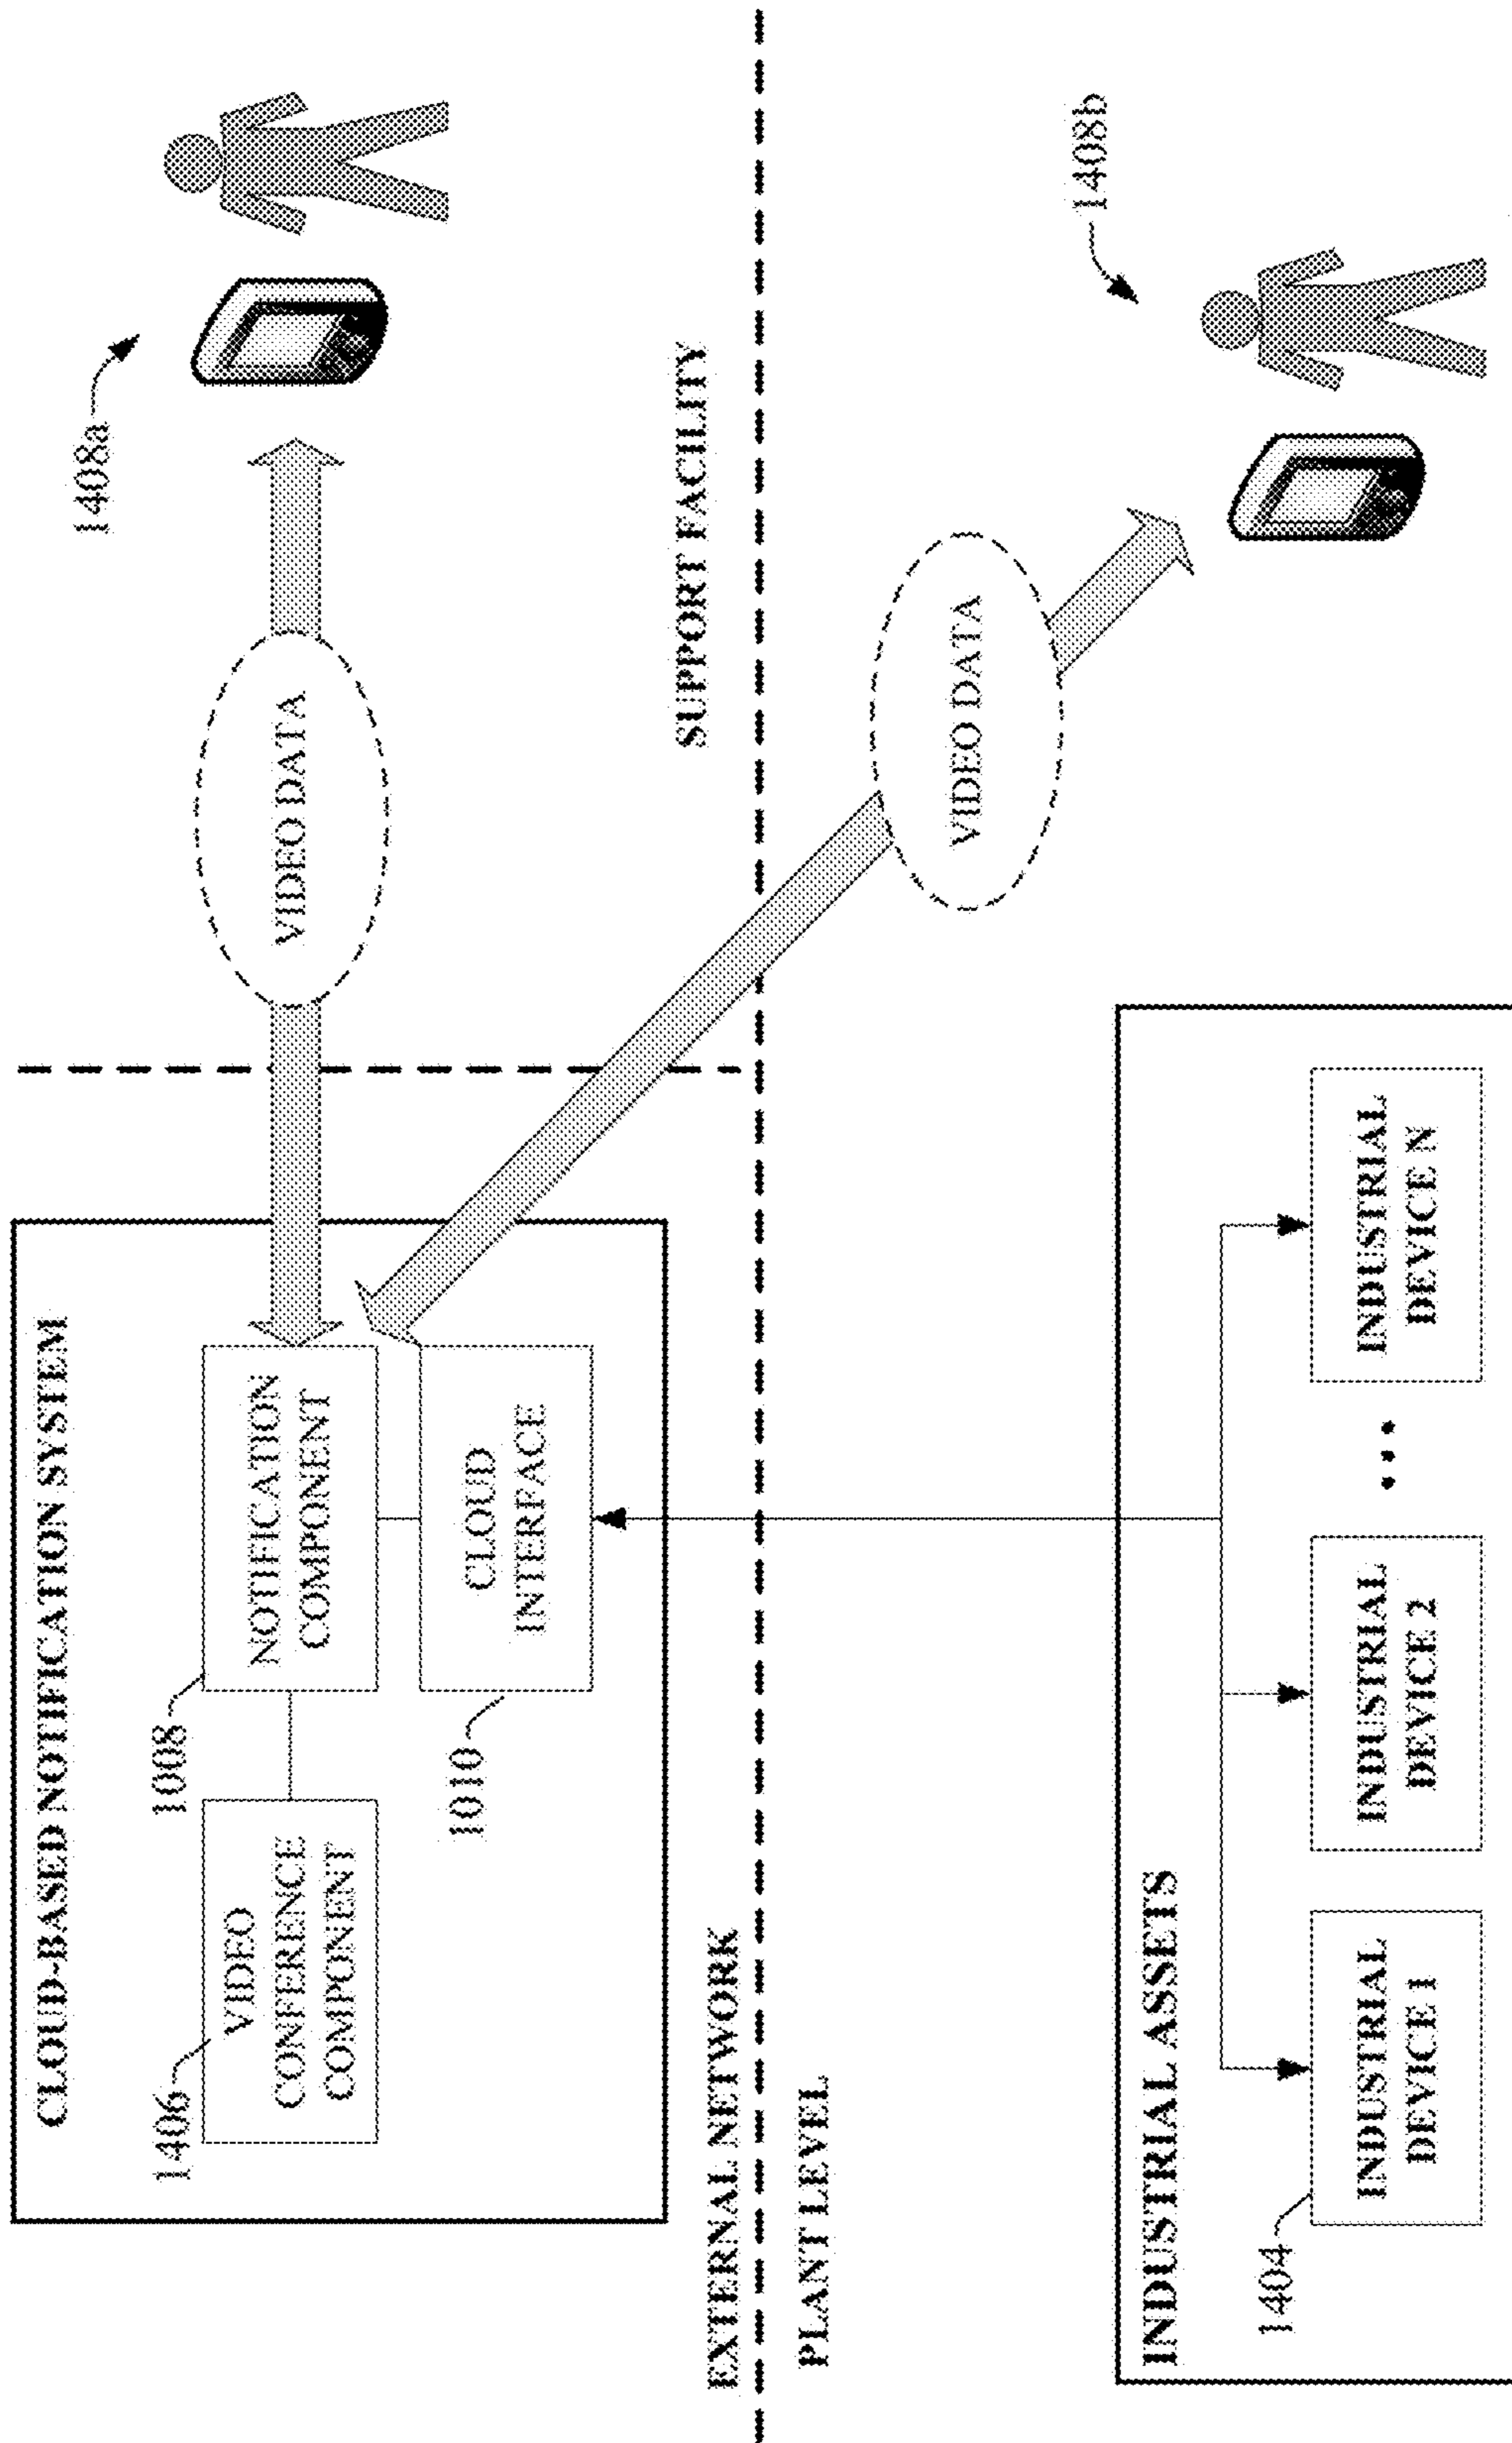 CLOUD-BASED NOTIFICATION SYSTEM
1406
VIDEO
CONFERENCE
COMPONENT
1008
NOTIFICATION
COMPONENT
1010
CLOUD
INTERFACE
VIDEO DATA
1408a
EXTERNAL NETWORK
SUPPORT FACILITY
PLANT LEVEL
VIDEO DATA
1408b
INDUSTRIAL ASSETS
1404
INDUSTRIAL
DEVICE 1
INDUSTRIAL
DEVICE 2
•••
INDUSTRIAL
DEVICE N